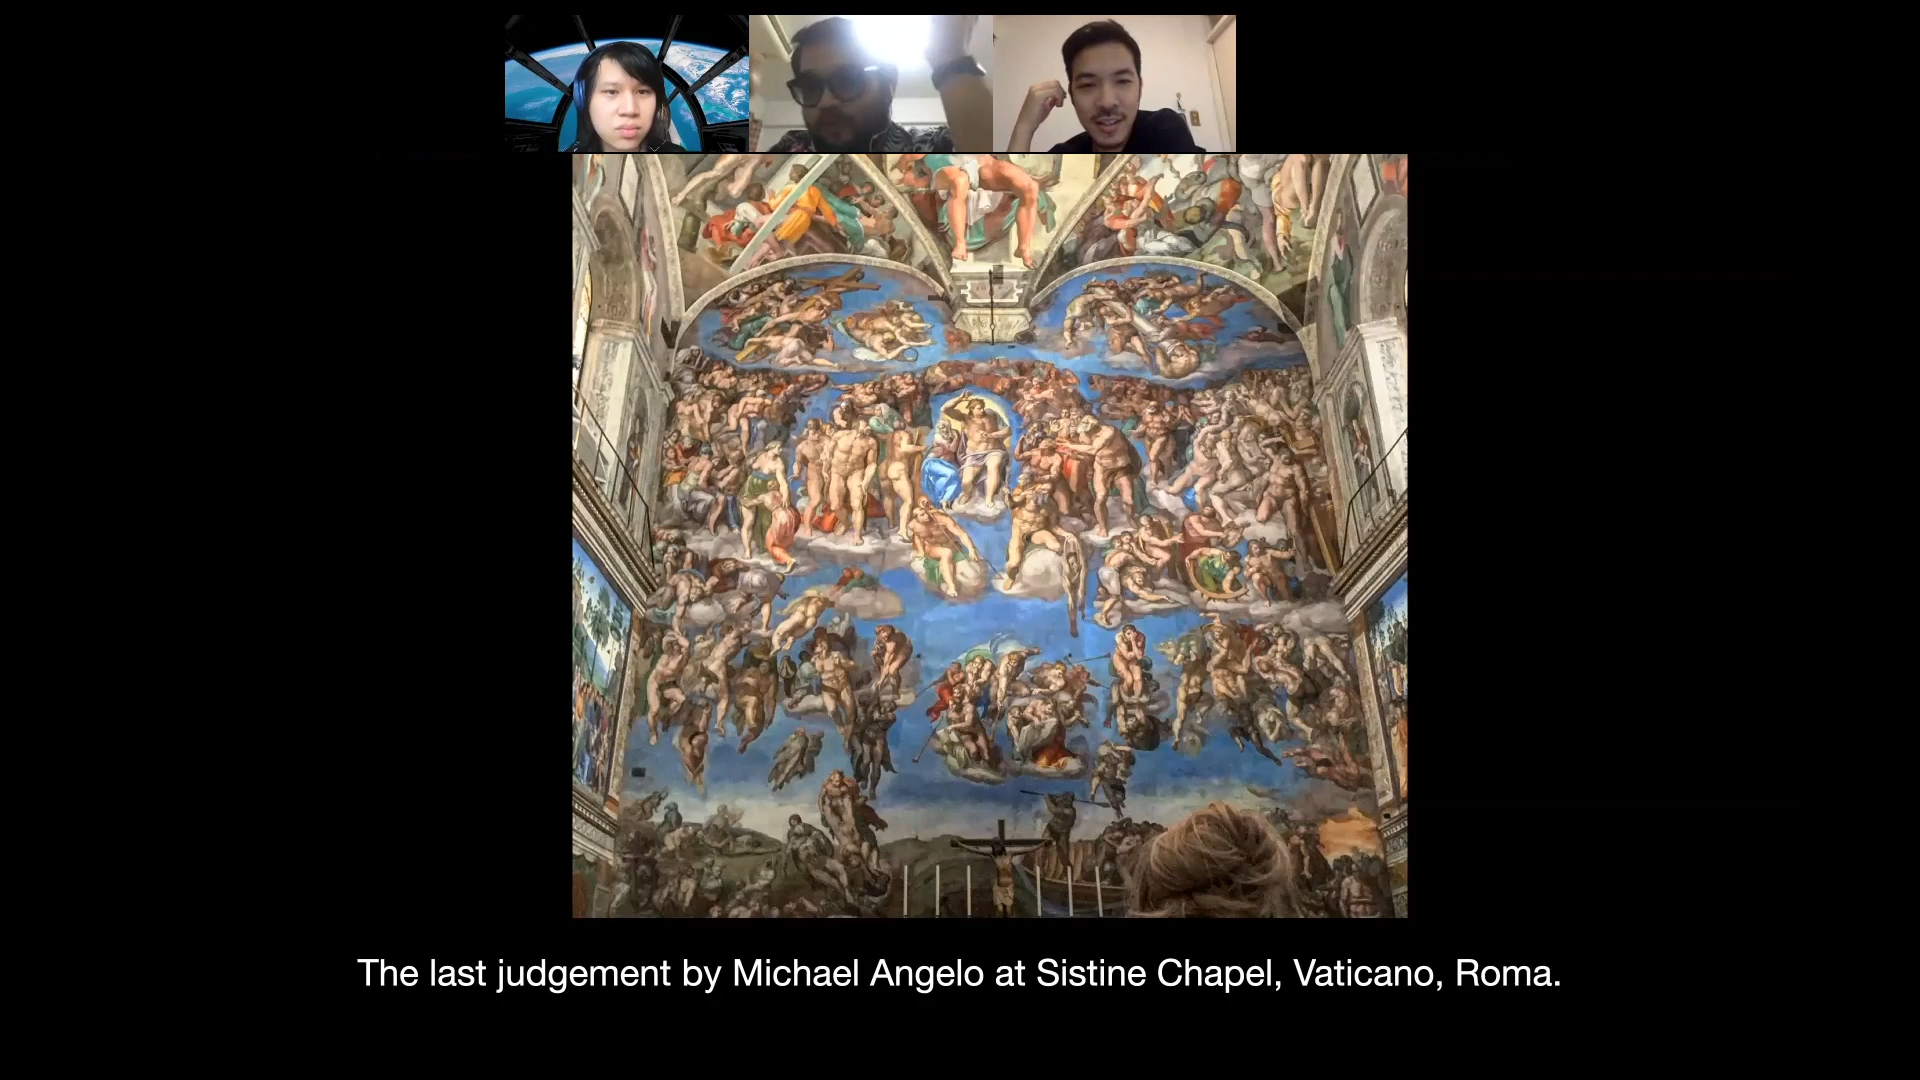 The last judgement by Michael Angelo at Sistine Chapel, Vaticano, Roma.